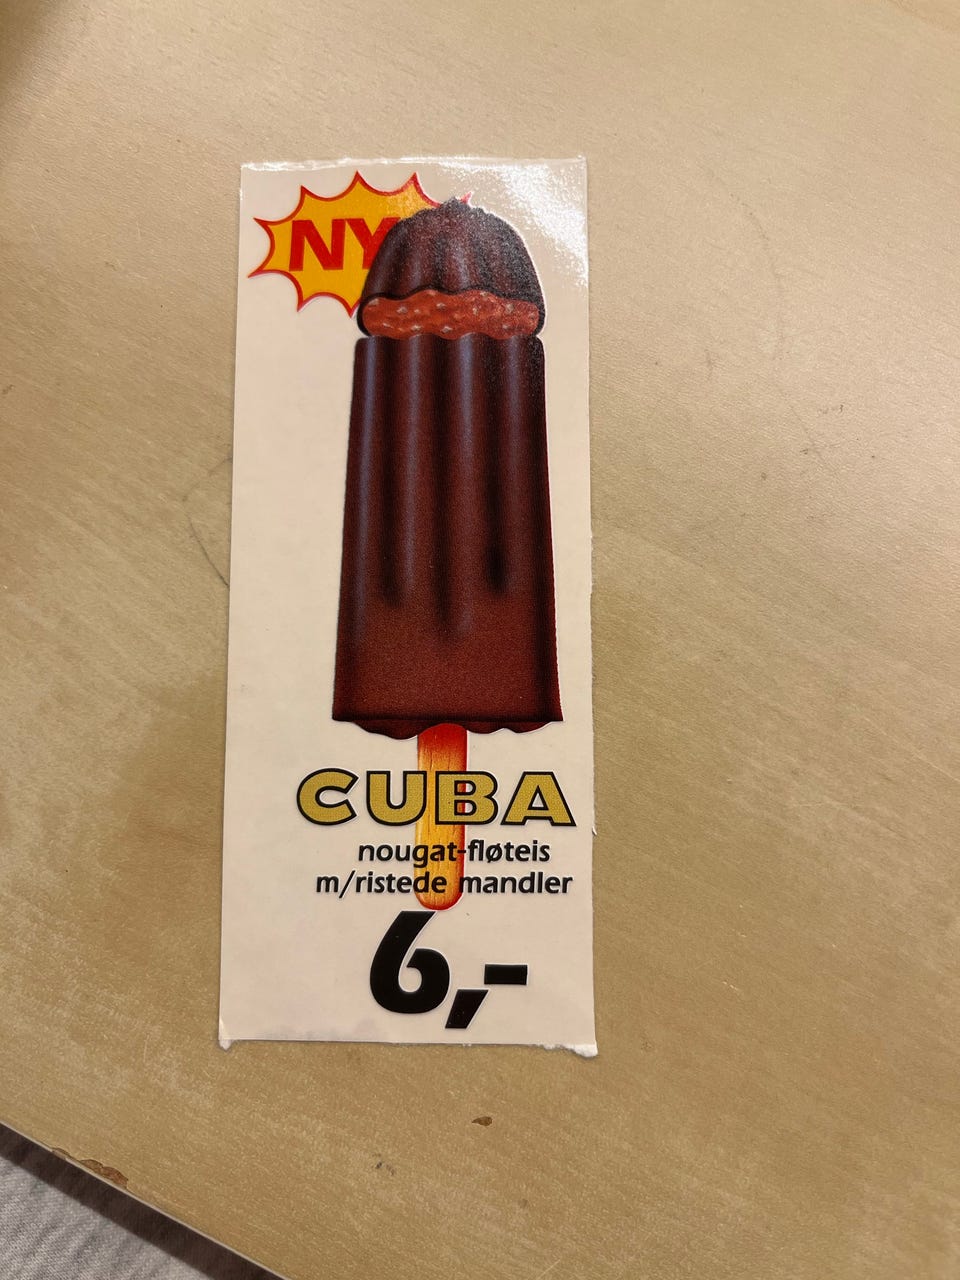 NY
CUBA
nougat-fløteis
m/ristede mandler
6,-